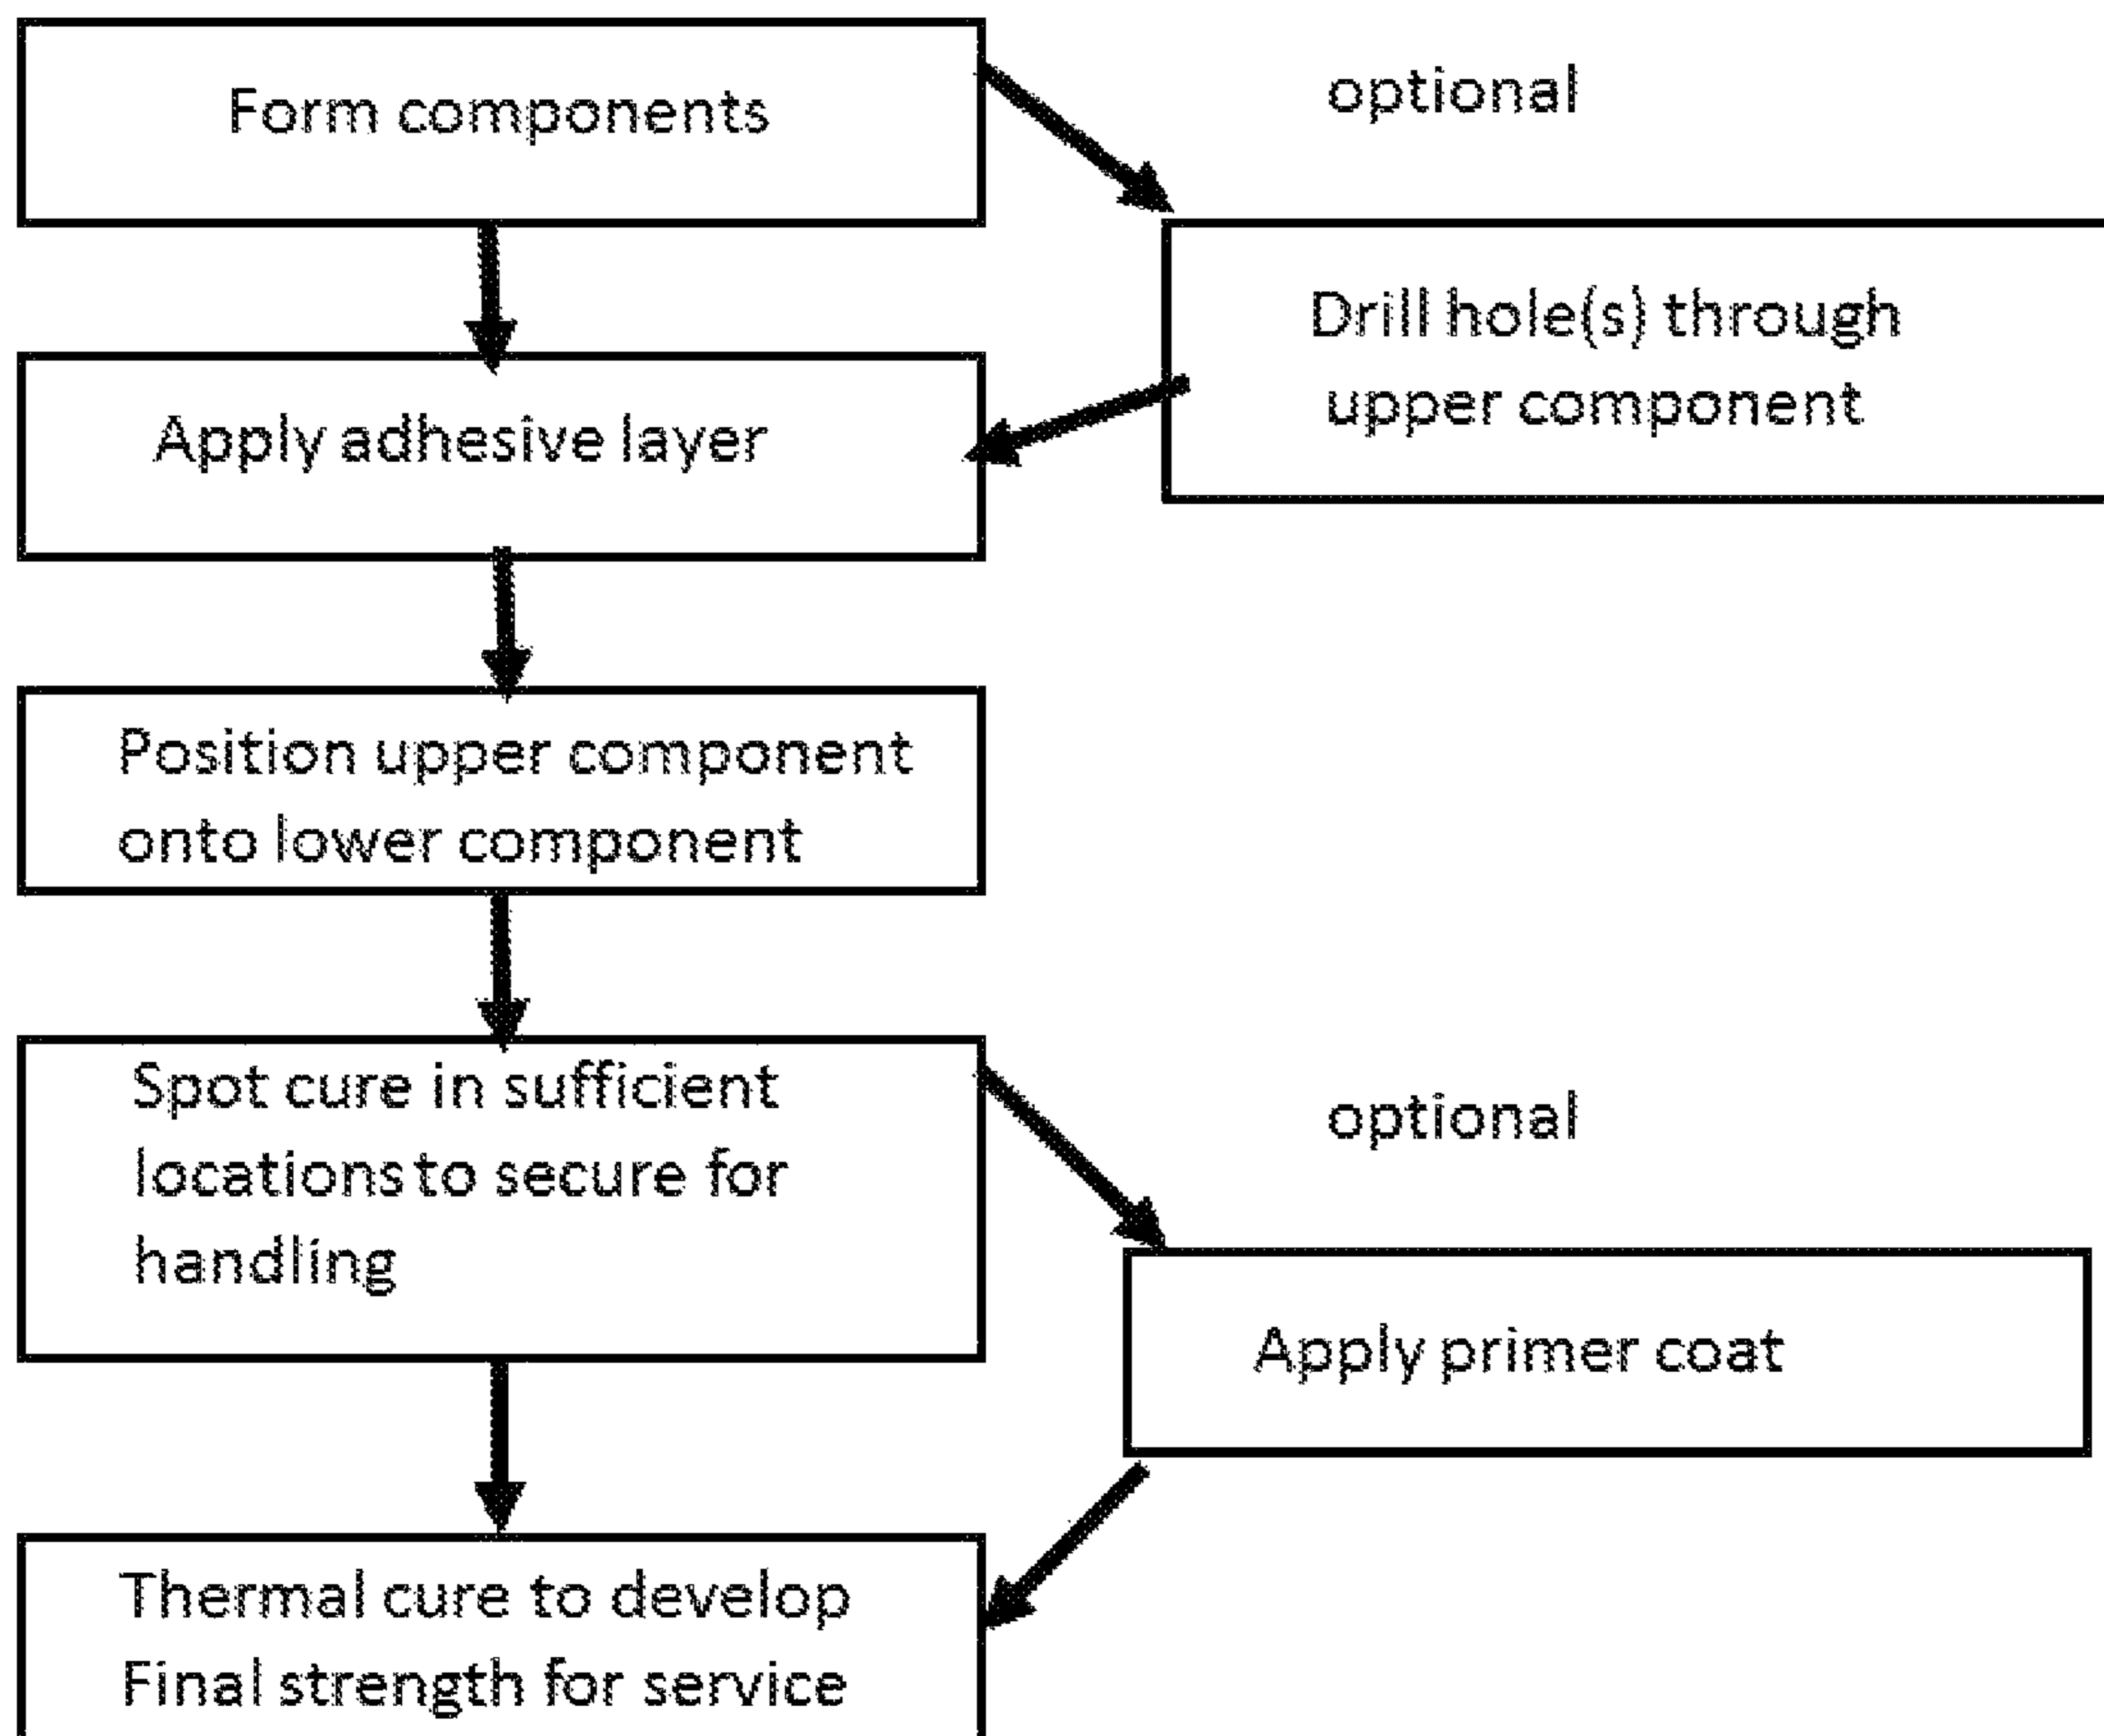 Form components
optional
Drill hole(s) through
upper component
Apply adhesive layer
Position upper component
onto lower component
Spot cure in sufficient
locations to secure for
handling
optional
Apply primer coat
Thermal cure to develop
Final strength for service